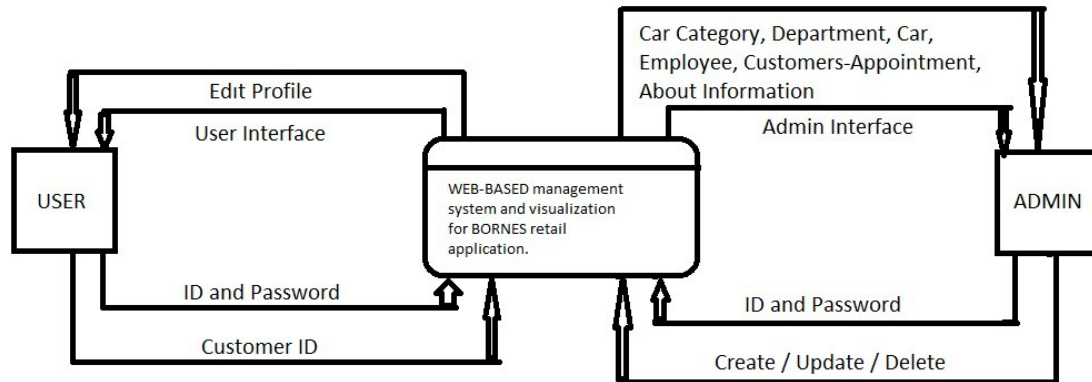 Car Category, Department, Car,
Employee, Customers-Appointment,
About Information
Edit Profile
User Interface
Admin Interface
USER
WEB-BASED management
system and visualization
for BORNES retail
application.
ADMIN
ID and Password
ID and Password
Customer ID
Create / Update / Delete